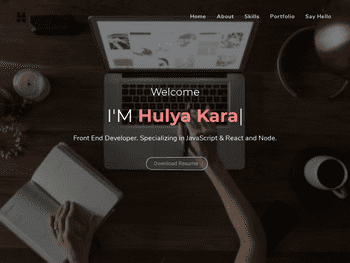 Home About Skills Portfolio Say Hello
Welcome
I'M Hulya Kara|
Front End Developer. Specializing in JavaScript & React and Node.
Download Resume